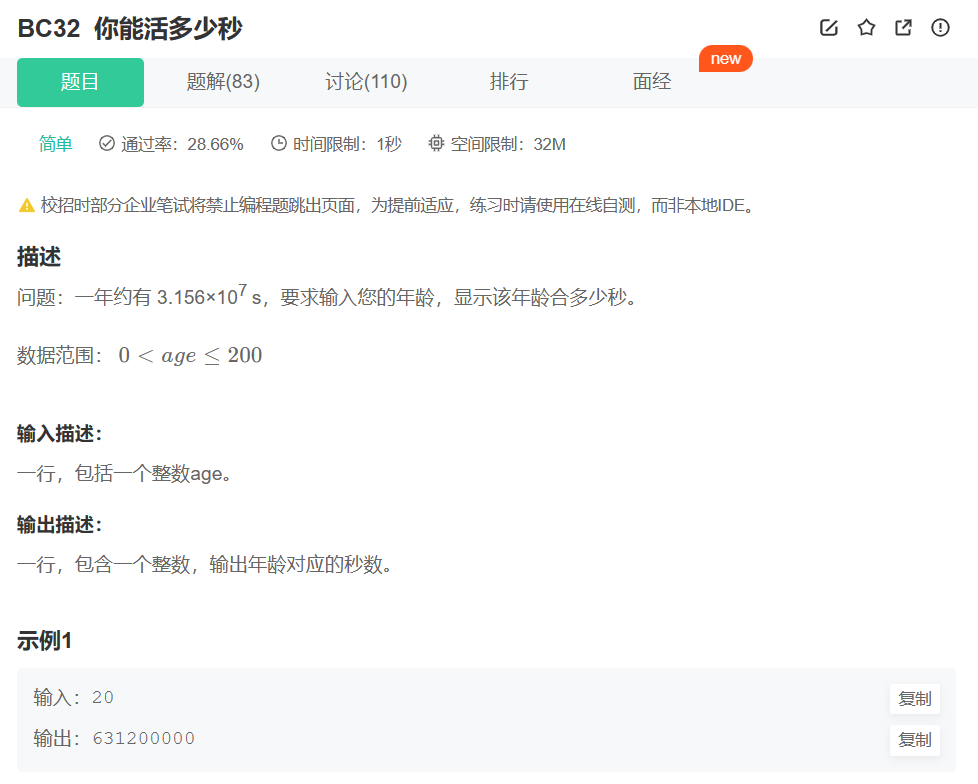 BC32 你能活多少秒
题目 题解(83) 讨论(110) 排行 面经 new
简单 通过率：28.66% 时间限制：1秒 空间限制：32M
校招时部分企业笔试将禁止编程题跳出页面，为提前适应，练习时请使用在线自测，而非本地IDE。
描述
问题：一年约有 3.156×10⁷ s，要求输入您的年龄，显示该年龄合多少秒。
数据范围： 0 < age ≤ 200
输入描述：
一行，包括一个整数age。
输出描述：
一行，包含一个整数，输出年龄对应的秒数。
示例1
输入：20 复制
输出：631200000 复制